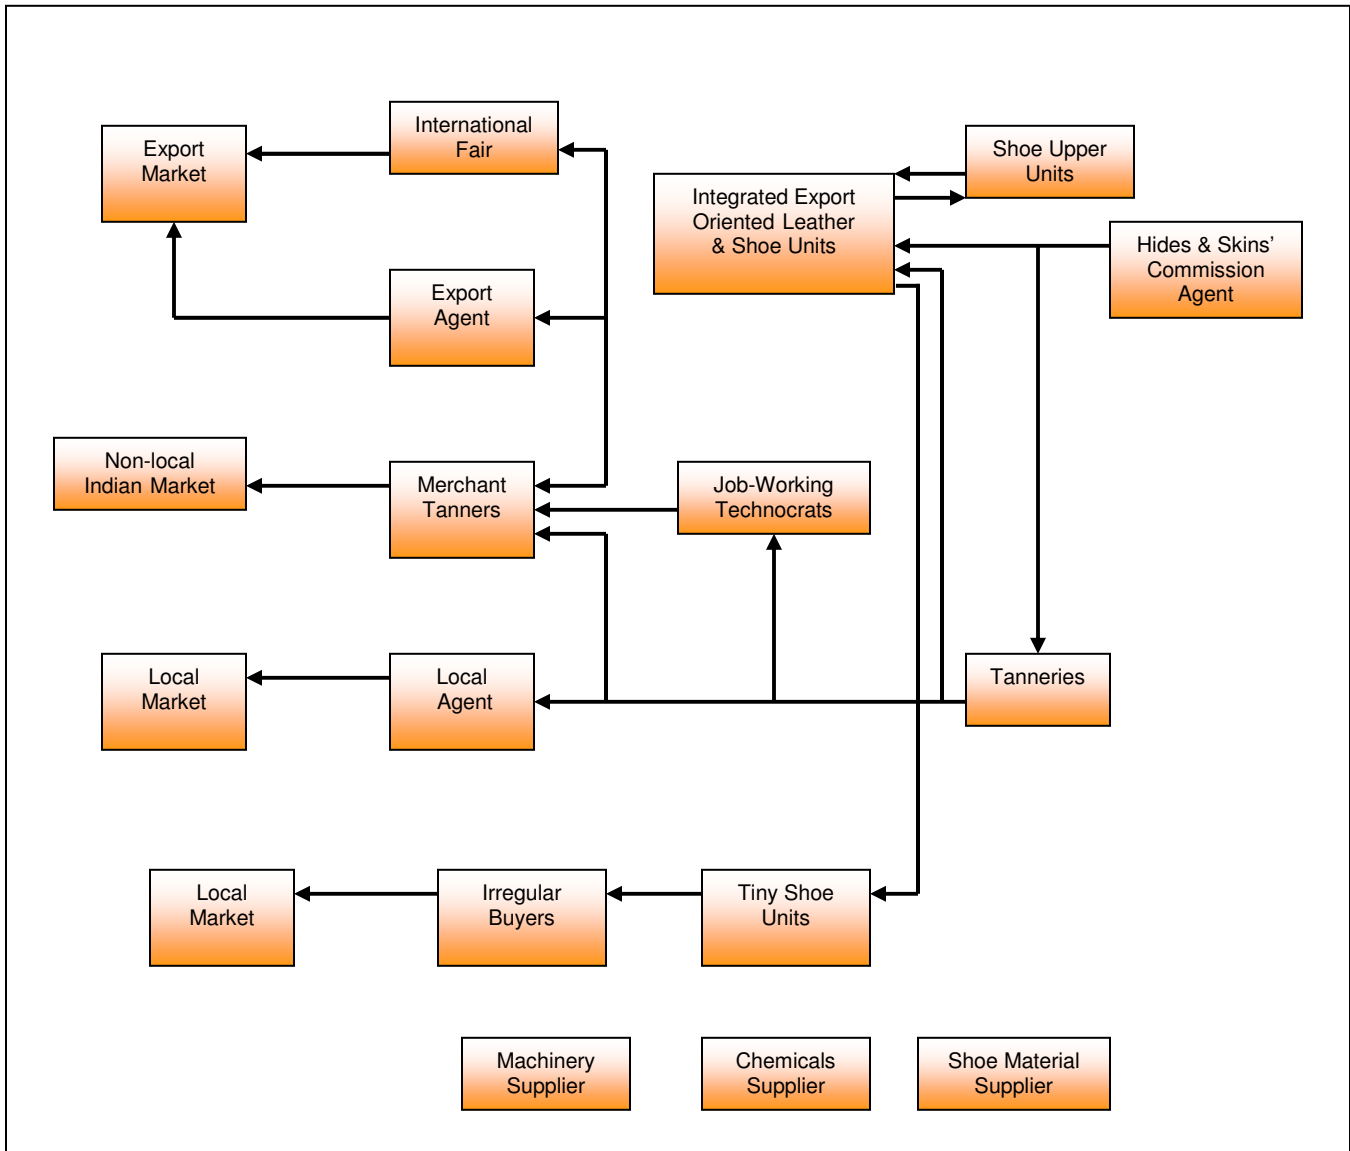 International
Fair
Export
Market
Shoe Upper
Units
Integrated Export
Oriented Leather
& Shoe Units
Hides & Skins’
Commission
Agent
Export
Agent
Non-local
Indian Market
Merchant
Tanners
Job-Working
Technocrats
Local
Market
Local
Agent
Tanneries
Local
Market
Irregular
Buyers
Tiny Shoe
Units
Machinery
Supplier
Chemicals
Supplier
Shoe Material
Supplier